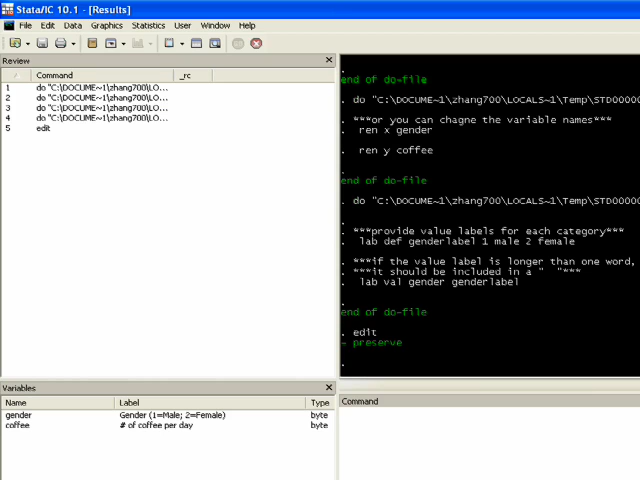 Stata/IC 10.1 - [Results]
File Edit Data Graphics Statistics User Window Help
Review
Command _rc
1 do "C:\DOCUME~1\zhang700\LO...
2 do "C:\DOCUME~1\zhang700\LO...
3 do "C:\DOCUME~1\zhang700\LO...
4 do "C:\DOCUME~1\zhang700\LO...
5 edit
Variables
Name Label Type
gender Gender (1=Male; 2=Female) byte
coffee # of coffee per day byte
.
end of do-file
. do "C:\DOCUME~1\zhang700\LOCALS~1\Temp\STD00000
. ***or you can chagne the variable names***
. ren x gender
. ren y coffee
.
end of do-file
. do "C:\DOCUME~1\zhang700\LOCALS~1\Temp\STD00000
.
. ***provide value labels for each category***
. lab def genderlabel 1 male 2 female
. ***if the value label is longer than one word,
. ***it should be included in a " "***
. lab val gender genderlabel
.
end of do-file
. edit
- preserve
.
Command